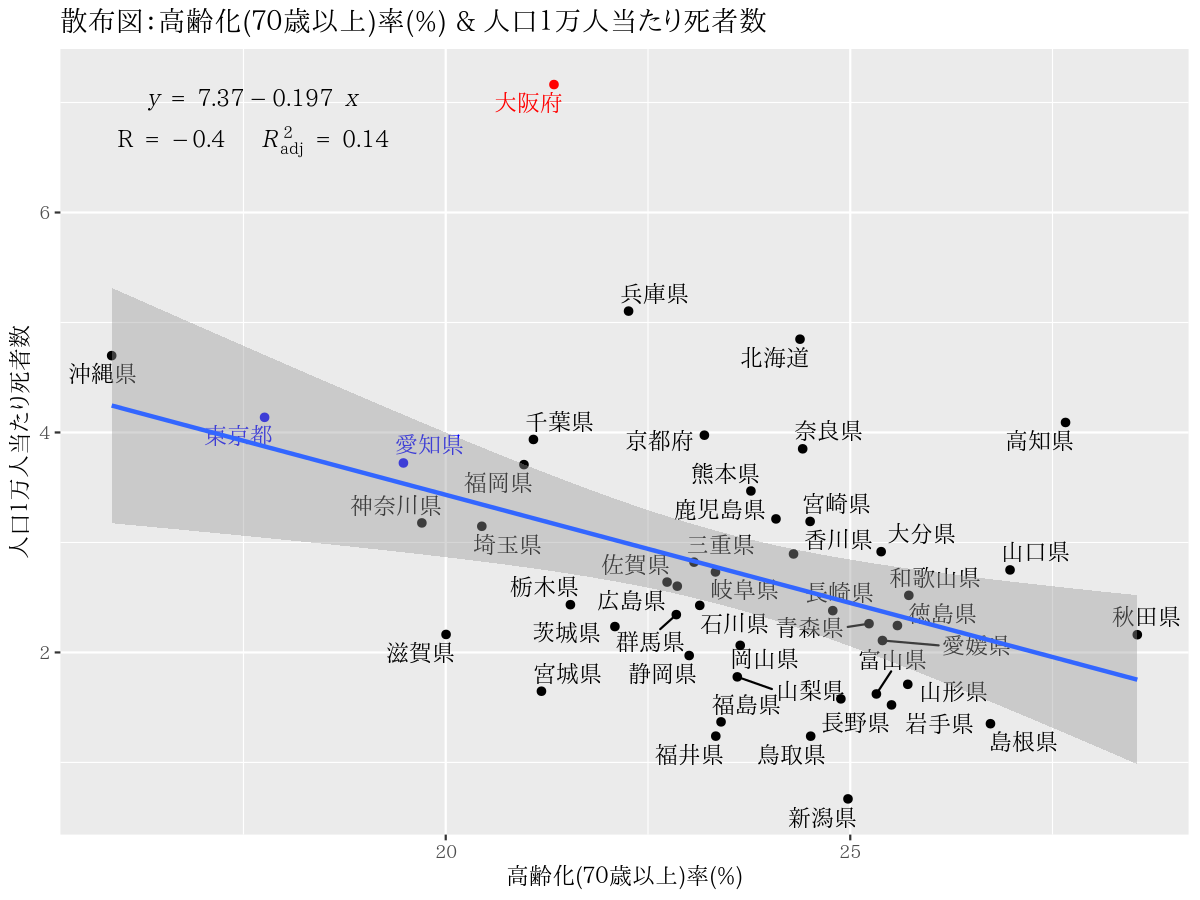 散布図：高齢化(70歳以上)率(%) & 人口1万人当たり死者数
y = 7.37 − 0.197 x
R = −0.4 R²adj = 0.14
大阪府
兵庫県
北海道
沖縄県
東京都
愛知県
千葉県
京都府
奈良県
高知県
福岡県
熊本県
神奈川県
鹿児島県
宮崎県
埼玉県
三重県
香川県
大分県
山口県
佐賀県
岐阜県
長崎県
和歌山県
栃木県
広島県
徳島県
秋田県
茨城県
群馬県
石川県
青森県
愛媛県
滋賀県
静岡県
岡山県
富山県
宮城県
山梨県
山形県
福島県
長野県
岩手県
島根県
福井県
鳥取県
新潟県
6
4
2
20
25
人口1万人当たり死者数
高齢化(70歳以上)率(%)